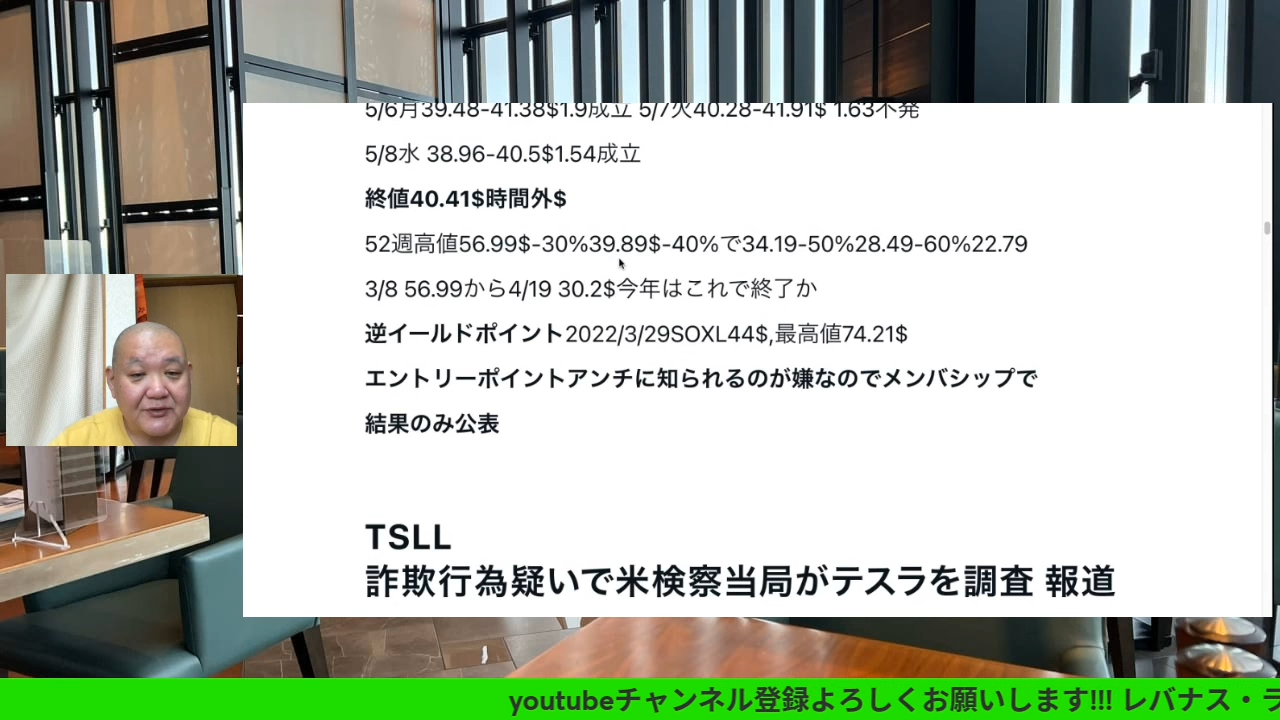 5/6月39.48-41.38$1.9成立 5/7火40.28-41.91$ 1.63不発
5/8水 38.96-40.5$1.54成立
終値40.41$時間外$
52週高値56.99$-30%39.89$-40%で34.19-50%28.49-60%22.79
3/8 56.99から4/19 30.2$今年はこれで終了か
逆イールドポイント2022/3/29SOXL44$,最高値74.21$
エントリーポイントアンチに知られるのが嫌なのでメンバシップで
結果のみ公表
TSLL
詐欺行為疑いで米検察当局がテスラを調査 報道
youtubeチャンネル登録よろしくお願いします!!! レバナス・ラ